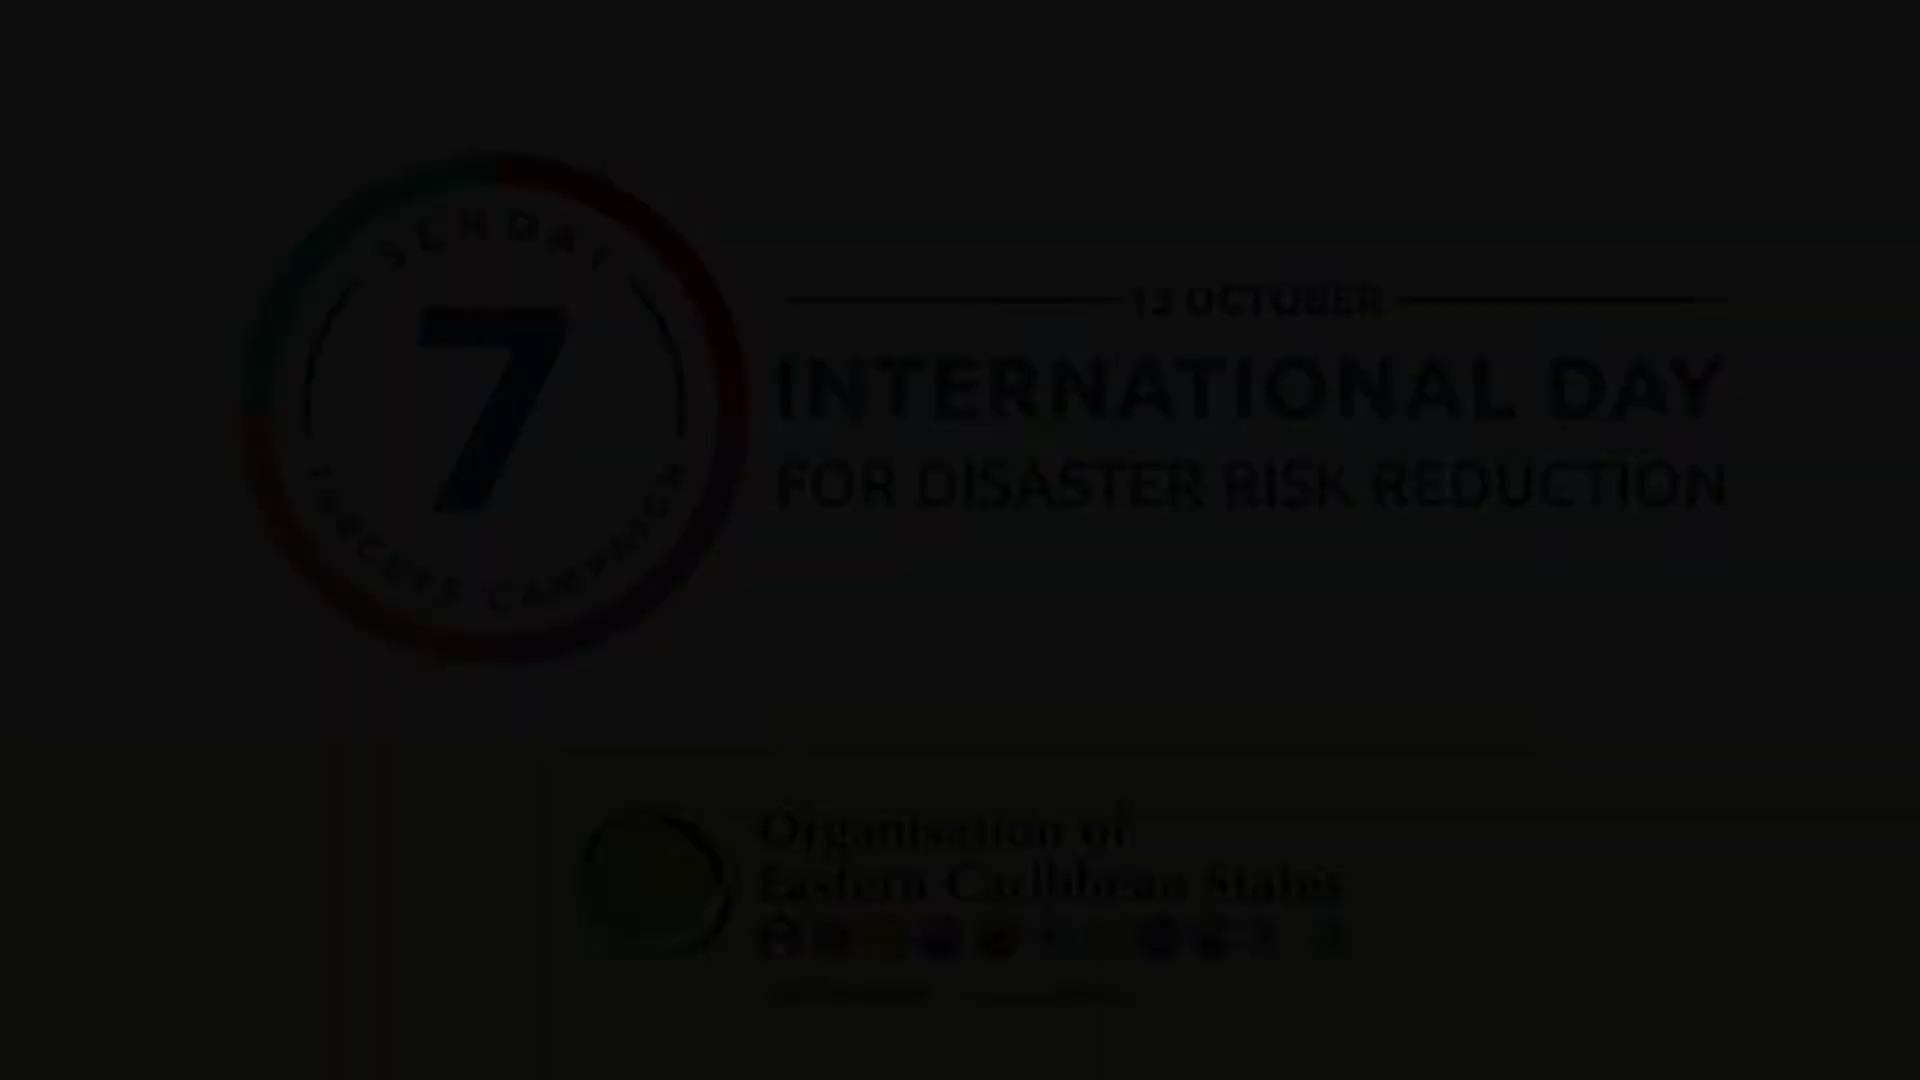 SENDAI
7
TARGETS CAMPAIGN
13 OCTOBER
INTERNATIONAL DAY
FOR DISASTER RISK REDUCTION
Organisation of
Eastern Caribbean States